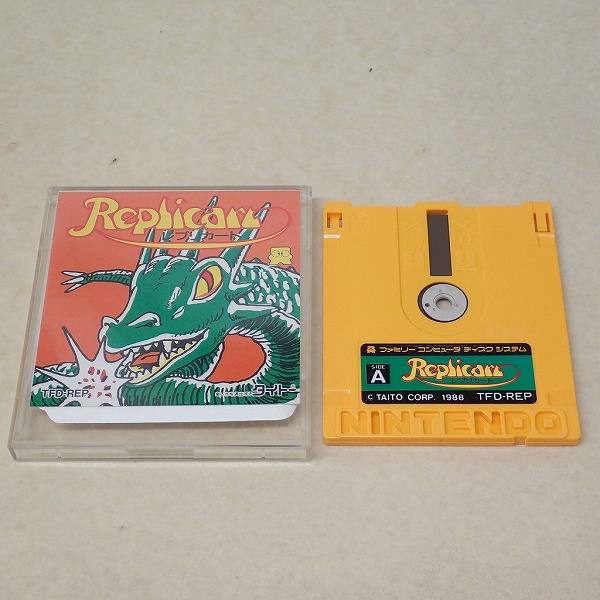 Replicart
レプリカート
TFD-REP
タイトー
ファミリーコンピュータ ディスク システム
SIDE
A
Replicart
レプリカート
© TAITO CORP. 1988 TFD-REP
NINTENDO